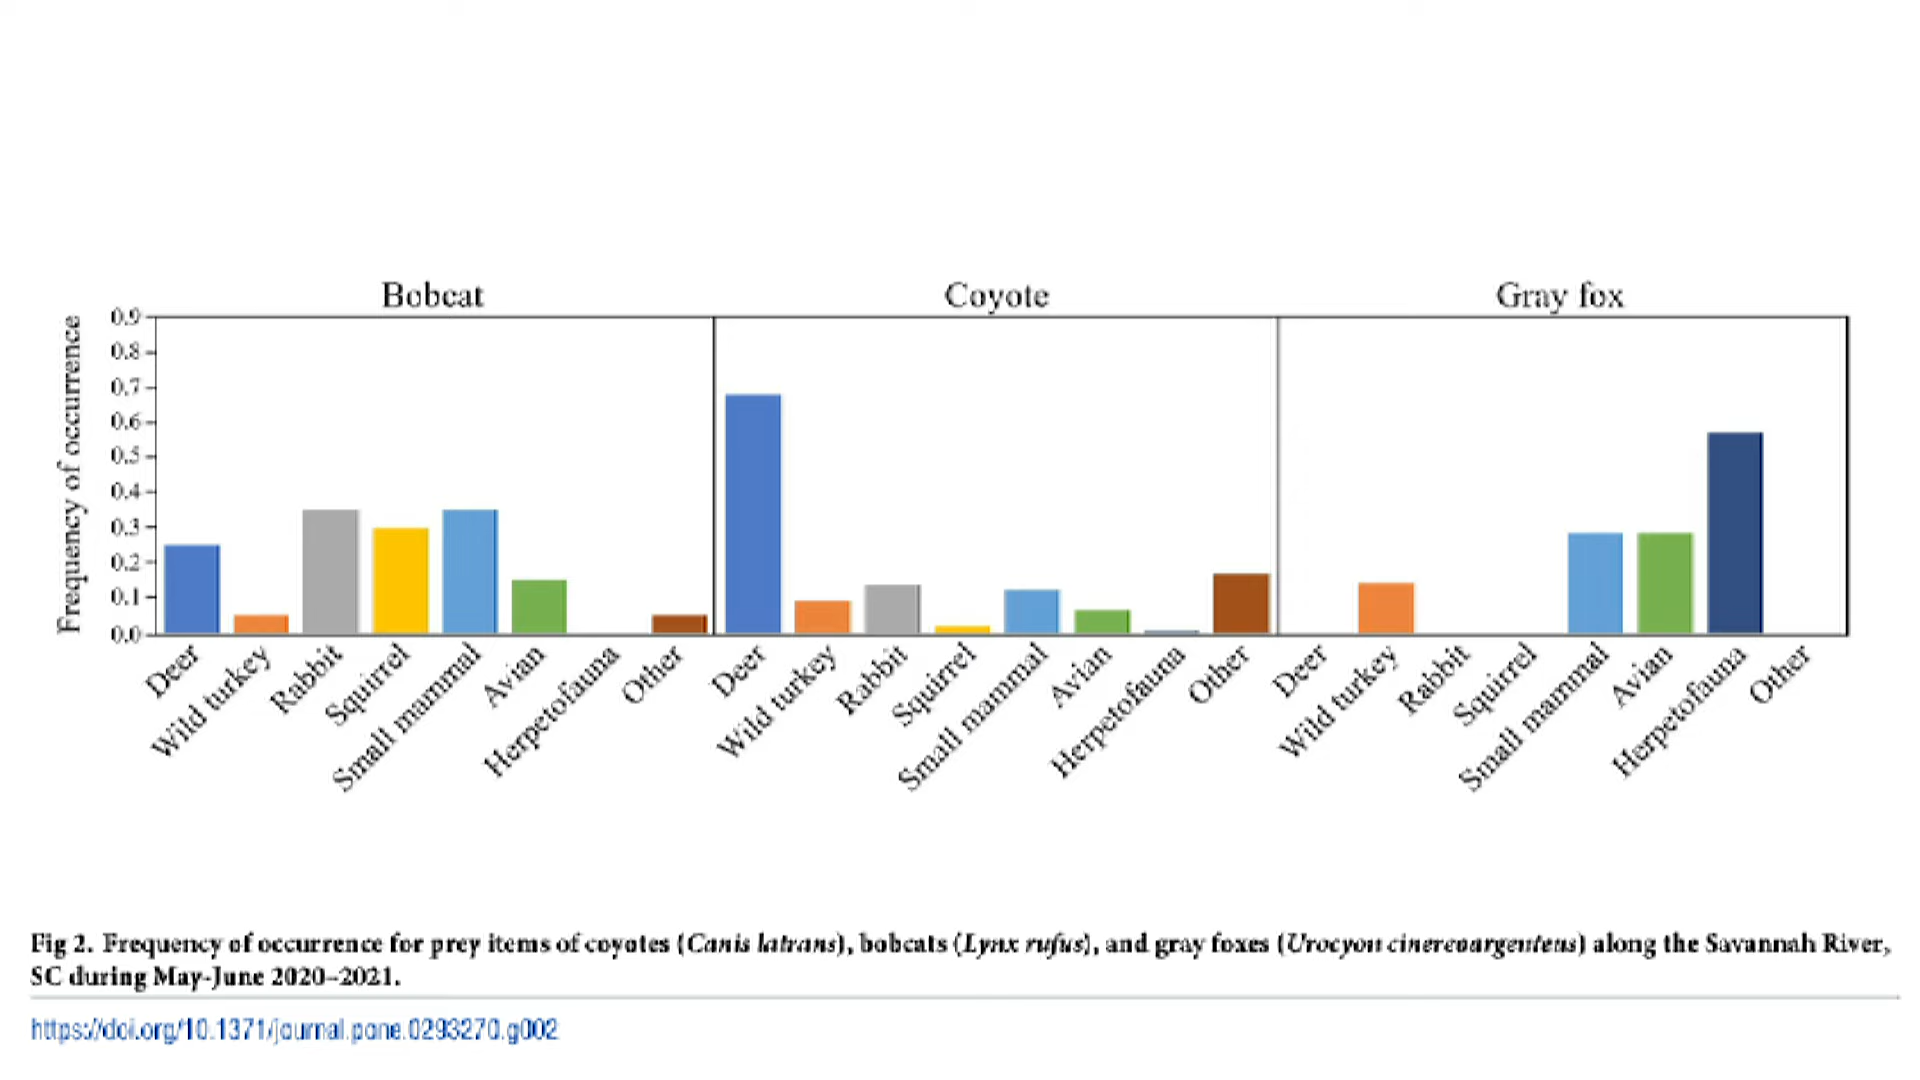 Bobcat Coyote Gray fox
Frequency of occurrence
0.9
0.8
0.7
0.6
0.5
0.4
0.3
0.2
0.1
0.0
Deer Wild turkey Rabbit Squirrel Small mammal Avian Herpetofauna Other Deer Wild turkey Rabbit Squirrel Small mammal Avian Herpetofauna Other Deer Wild turkey Rabbit Squirrel Small mammal Avian Herpetofauna Other
Fig 2. Frequency of occurrence for prey items of coyotes (Canis latrans), bobcats (Lynx rufus), and gray foxes (Urocyon cinereoargenteus) along the Savannah River,
SC during May-June 2020–2021.
https://doi.org/10.1371/journal.pone.0293270.g002